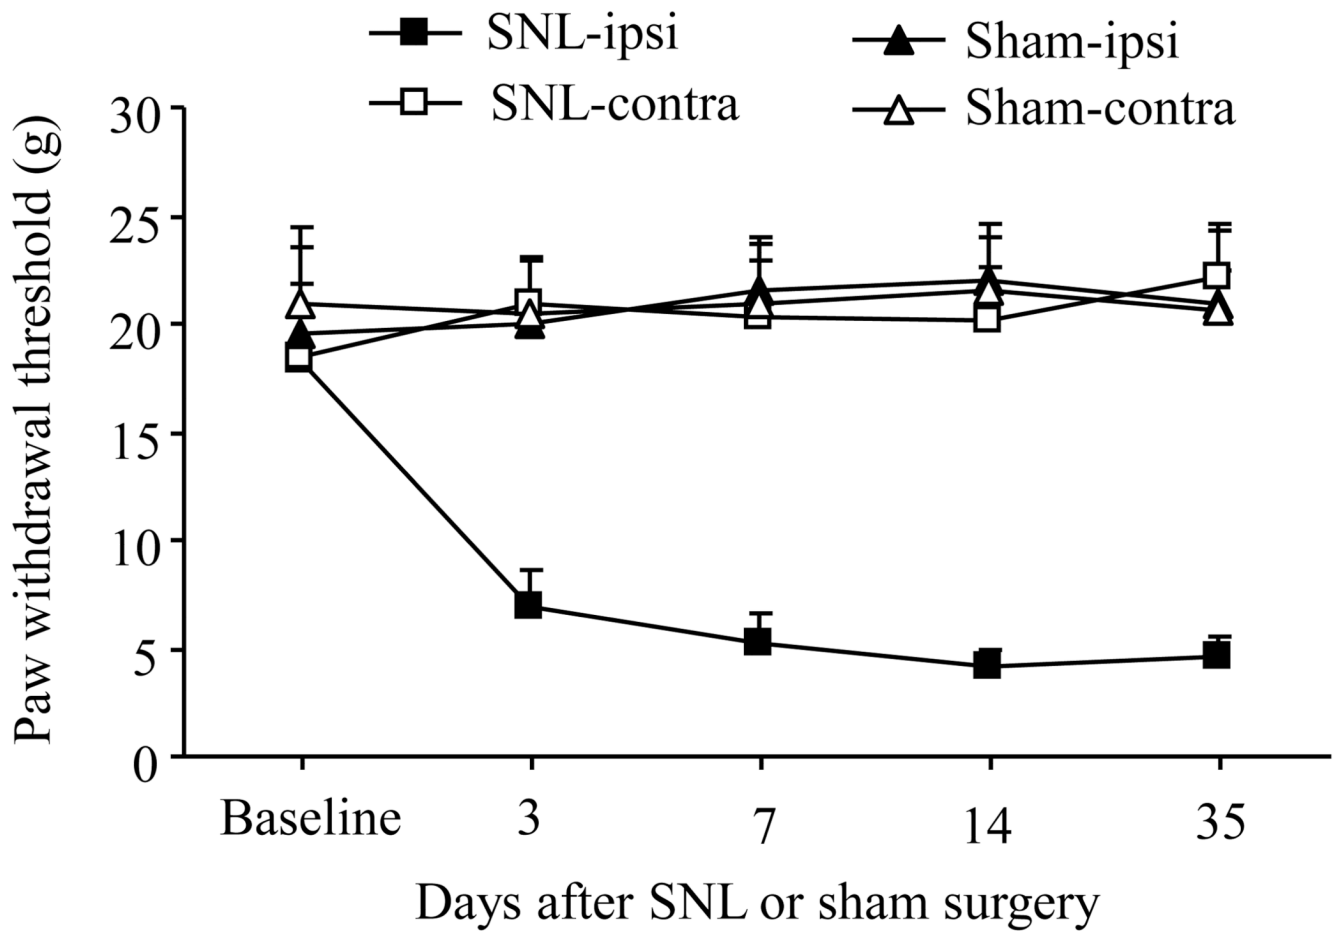 SNL-ipsi
Sham-ipsi
SNL-contra
Sham-contra
Paw withdrawal threshold (g)
30
25
20
15
10
5
0
Baseline 3 7 14 35
Days after SNL or sham surgery